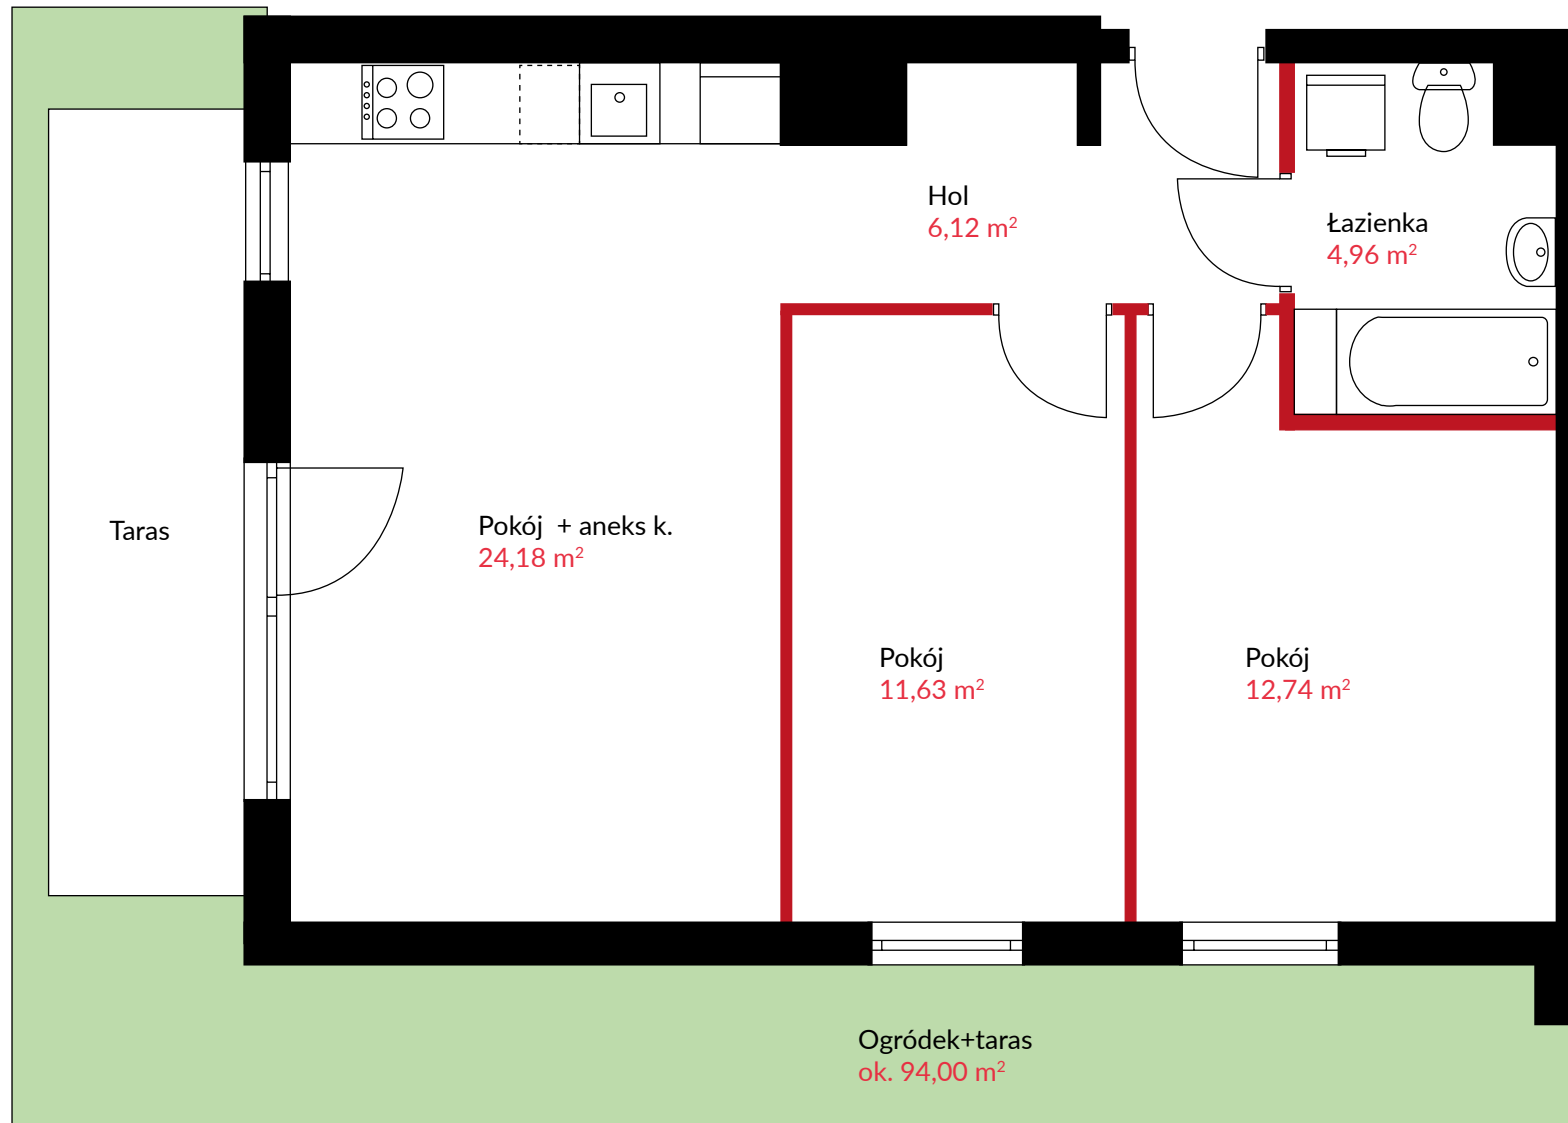 Hol
6,12 m²
Łazienka
4,96 m²
Taras
Pokój + aneks k.
24,18 m²
Pokój
11,63 m²
Pokój
12,74 m²
Ogródek+taras
ok. 94,00 m²